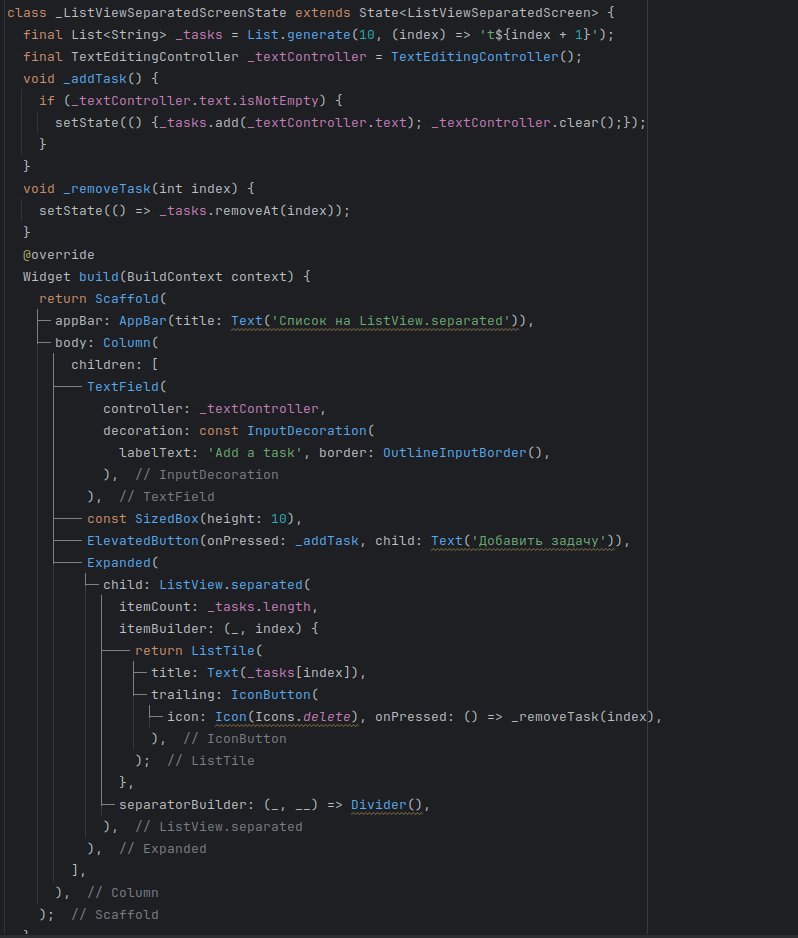 class _ListViewSeparatedScreenState extends State<ListViewSeparatedScreen> {
  final List<String> _tasks = List.generate(10, (index) => 't${index + 1}');
  final TextEditingController _textController = TextEditingController();
  void _addTask() {
    if (_textController.text.isNotEmpty) {
      setState(() {_tasks.add(_textController.text); _textController.clear();});
    }
  }
  void _removeTask(int index) {
    setState(() => _tasks.removeAt(index));
  }
  @override
  Widget build(BuildContext context) {
    return Scaffold(
      appBar: AppBar(title: Text('Список на ListView.separated')),
      body: Column(
        children: [
          TextField(
            controller: _textController,
            decoration: const InputDecoration(
              labelText: 'Add a task', border: OutlineInputBorder(),
            ),  // InputDecoration
          ),  // TextField
          const SizedBox(height: 10),
          ElevatedButton(onPressed: _addTask, child: Text('Добавить задачу')),
          Expanded(
            child: ListView.separated(
              itemCount: _tasks.length,
              itemBuilder: (_, index) {
                return ListTile(
                  title: Text(_tasks[index]),
                  trailing: IconButton(
                    icon: Icon(Icons.delete), onPressed: () => _removeTask(index),
                  ),  // IconButton
                );  // ListTile
              },
              separatorBuilder: (_, __) => Divider(),
            ),  // ListView.separated
          ),  // Expanded
        ],
      ),  // Column
    );  // Scaffold
  }